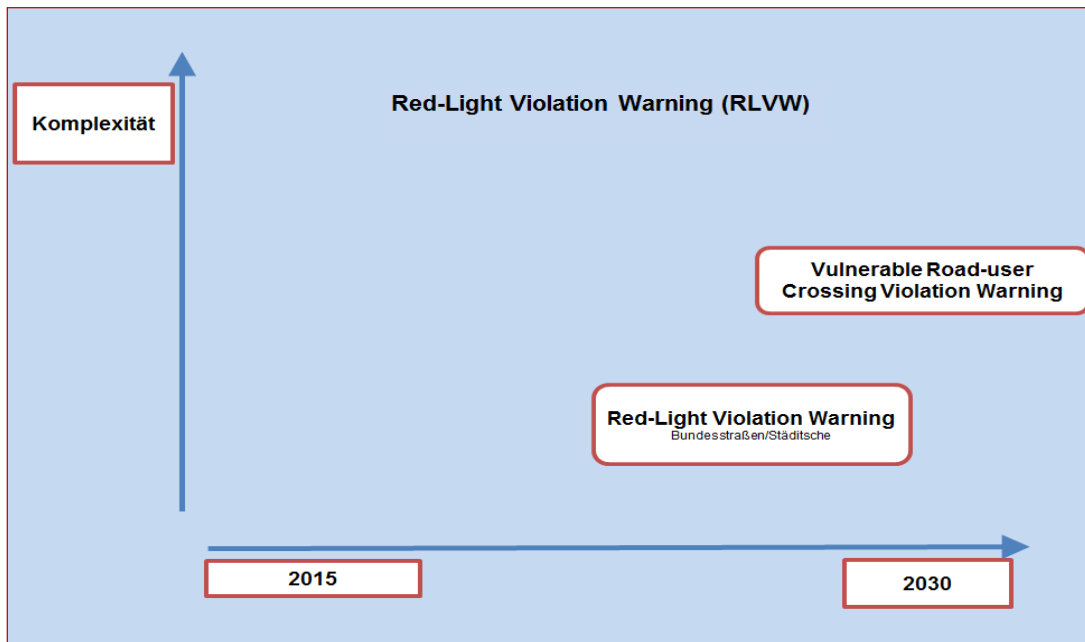 Red-Light Violation Warning (RLVW)
Komplexität
Vulnerable Road-user
Crossing Violation Warning
Red-Light Violation Warning
Bundesstraßen/Städitsche
2015
2030